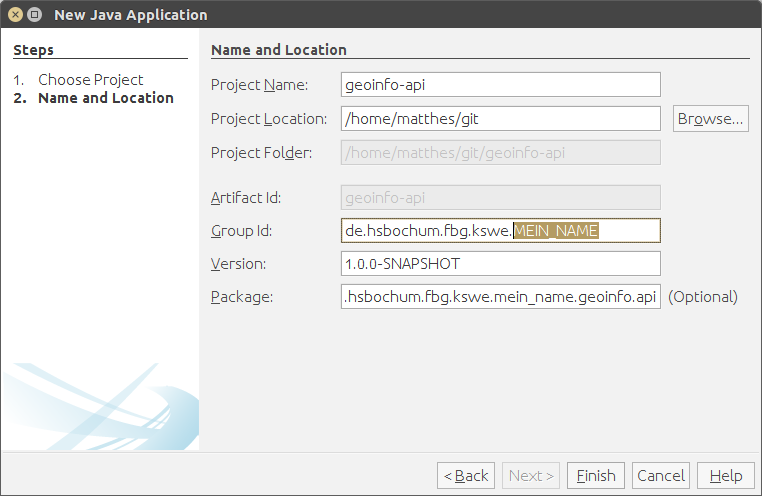 New Java Application
Steps
1. Choose Project
2. Name and Location
Name and Location
Project Name: geoinfo-api
Project Location: /home/matthes/git Browse...
Project Folder: /home/matthes/git/geoinfo-api
Artifact Id: geoinfo-api
Group Id: de.hsbochum.fbg.kswe.MEIN_NAME
Version: 1.0.0-SNAPSHOT
Package: .hsbochum.fbg.kswe.mein_name.geoinfo.api (Optional)
< Back Next > Finish Cancel Help